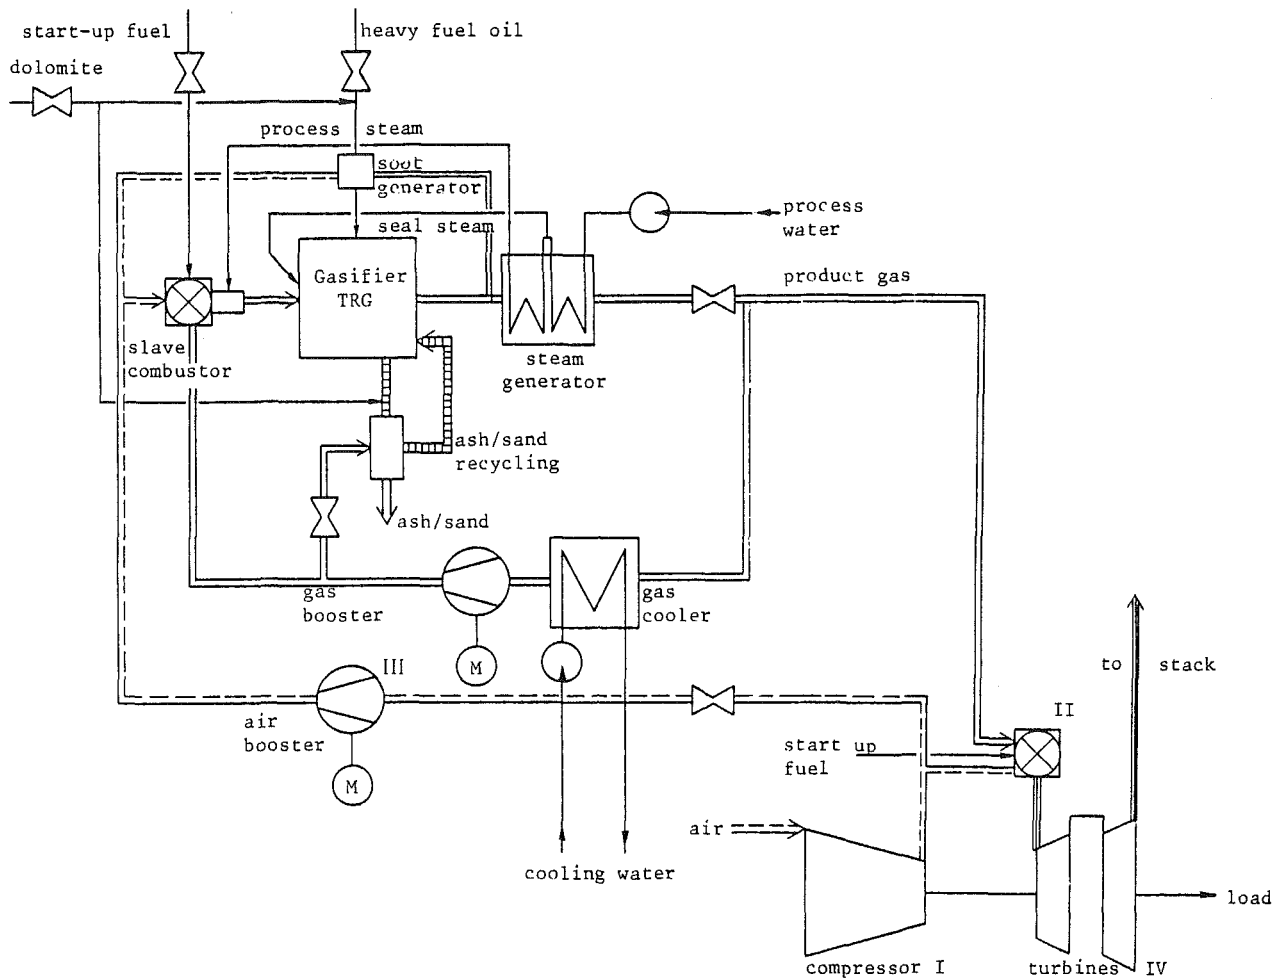 start-up fuel
heavy fuel oil
dolomite
process steam
soot
generator
seal steam
process
water
Gasifier
TRG
product gas
slave
combustor
steam
generator
ash/sand
recycling
ash/sand
gas
booster
gas
cooler
M
III
air
booster
M
to stack
II
start up
fuel
air
cooling water
load
compressor I
turbines IV